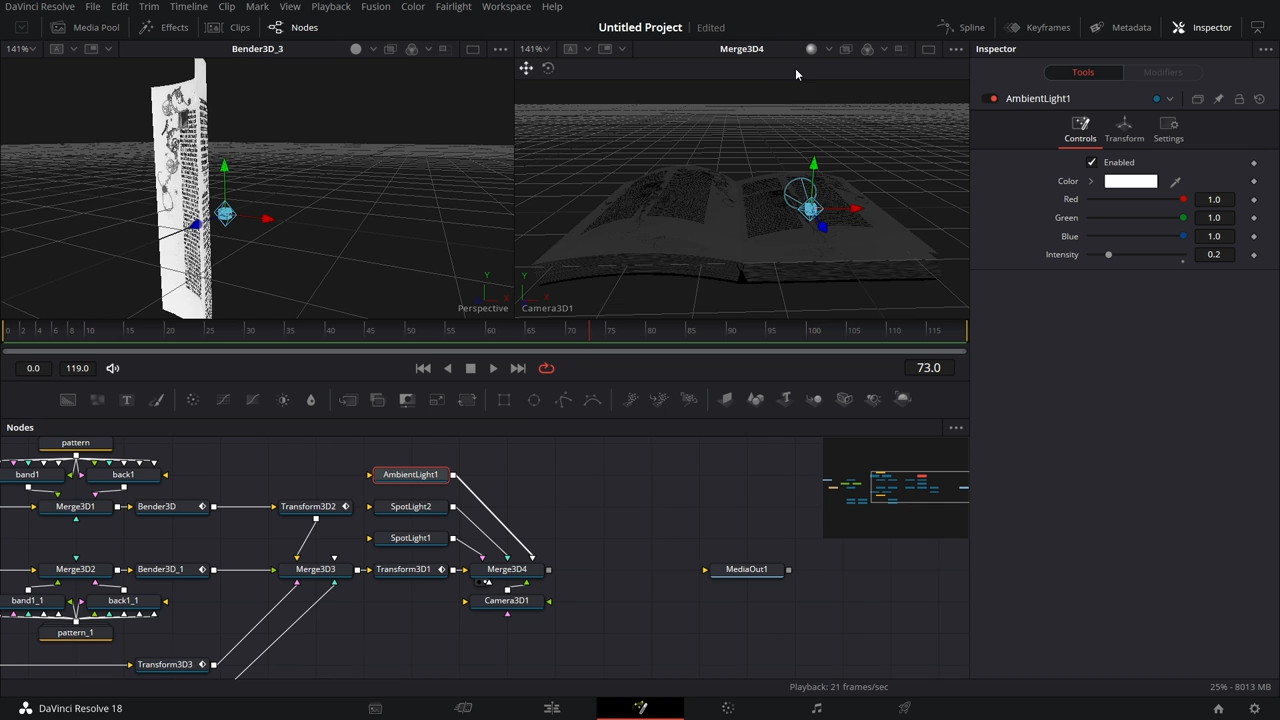 DaVinci Resolve File Edit Trim Timeline Clip Mark View Playback Fusion Color Fairlight Workspace Help
Media Pool Effects Clips Nodes Untitled Project Edited Spline Keyframes Metadata Inspector
141% Bender3D_3 141% Merge3D4 Inspector
Tools Modifiers
AmbientLight1
Controls Transform Settings
Enabled
Color
Red 1.0
Green 1.0
Blue 1.0
Intensity 0.2
Y X Perspective
Y X Camera3D1
0 2 4 6 8 10 15 20 25 30 35 40 45 50 55 60 65 70 75 80 85 90 95 100 105 110 115
0.0 119.0 73.0
Nodes
pattern
band1 back1 AmbientLight1
Merge3D1 Bender3D Transform3D2 SpotLight2
SpotLight1
Merge3D2 Bender3D_1 Merge3D3 Transform3D1 Merge3D4 MediaOut1
band1_1 back1_1 Camera3D1
pattern_1
Transform3D3
Playback: 21 frames/sec 25% - 8013 MB
DaVinci Resolve 18